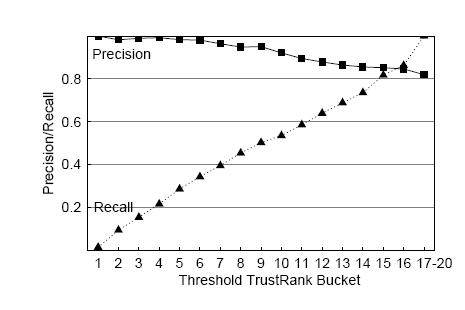 Precision
0.8
0.6
0.4
0.2
Recall
Precision/Recall
1 2 3 4 5 6 7 8 9 10 11 12 13 14 15 16 17-20
Threshold TrustRank Bucket